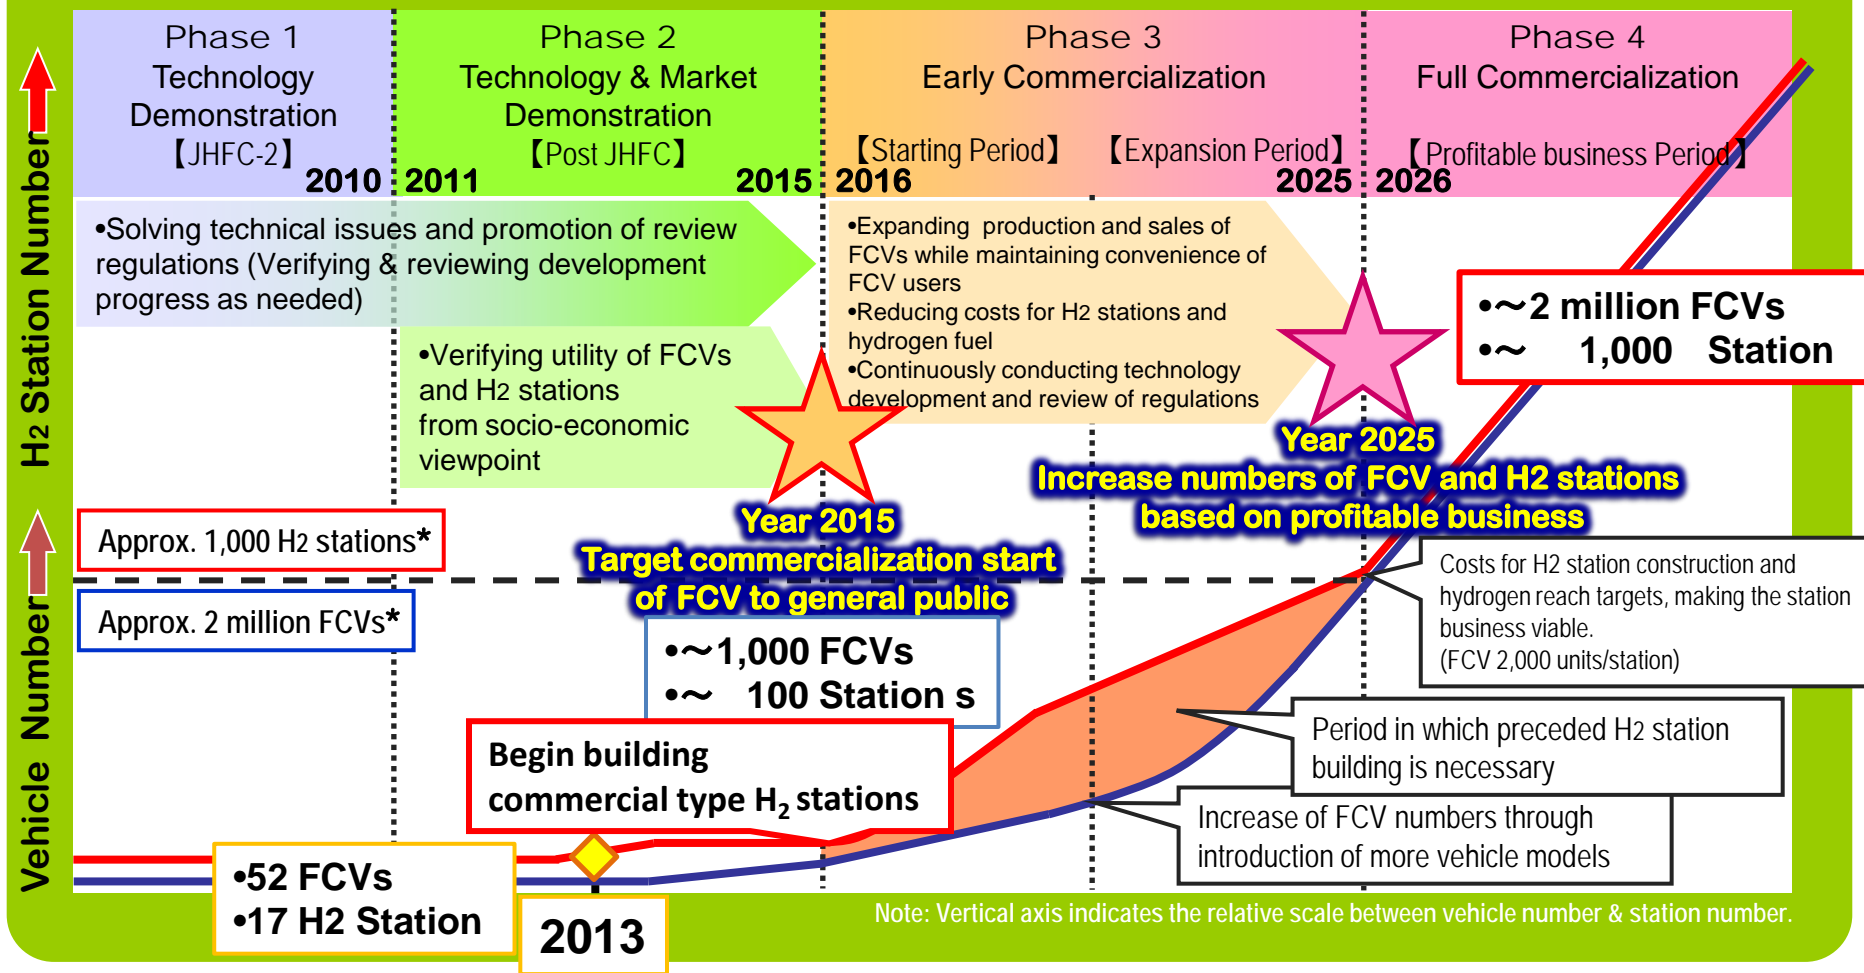 Phase 1
Technology
Demonstration
【JHFC-2】
2010
Phase 2
Technology & Market
Demonstration
【Post JHFC】
2011
2015
Phase 3
Early Commercialization
【Starting Period】
【Expansion Period】
2016
2025
Phase 4
Full Commercialization
【Profitable business Period】
2026
H2 Station Number
Vehicle Number
•Solving technical issues and promotion of review
regulations (Verifying & reviewing development
progress as needed)
•Verifying utility of FCVs
and H2 stations
from socio-economic
viewpoint
•Expanding production and sales of
FCVs while maintaining convenience of
FCV users
•Reducing costs for H2 stations and
hydrogen fuel
•Continuously conducting technology
development and review of regulations
•~2 million FCVs
•~ 1,000 Station
Year 2025
Increase numbers of FCV and H2 stations
based on profitable business
Year 2015
Target commercialization start
of FCV to general public
Approx. 1,000 H2 stations*
Approx. 2 million FCVs*
•~1,000 FCVs
•~ 100 Station s
Costs for H2 station construction and
hydrogen reach targets, making the station
business viable.
(FCV 2,000 units/station)
Period in which preceded H2 station
building is necessary
Begin building
commercial type H2 stations
Increase of FCV numbers through
introduction of more vehicle models
•52 FCVs
•17 H2 Station
2013
Note: Vertical axis indicates the relative scale between vehicle number & station number.